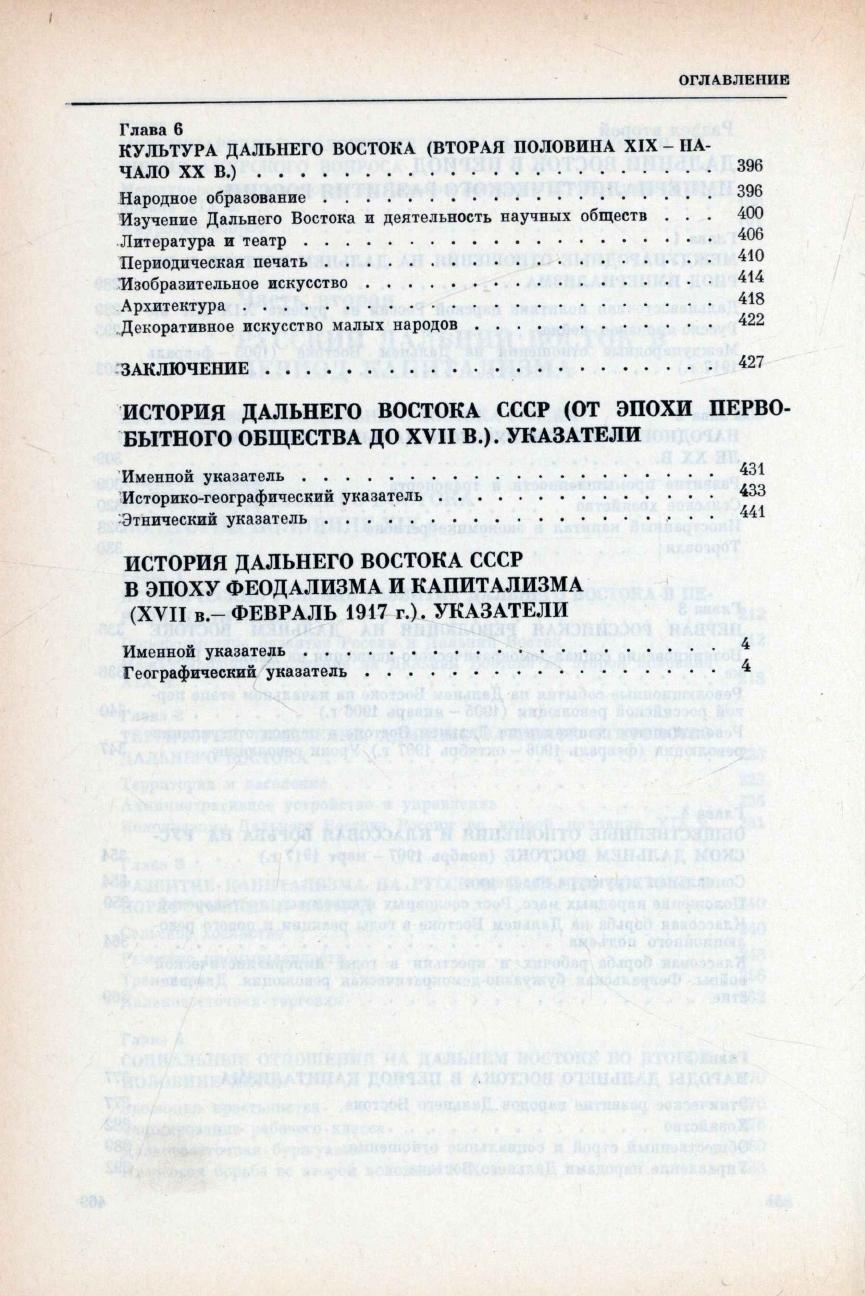 ОГЛАВЛЕНИЕ
Глава 6
КУЛЬТУРА ДАЛЬНЕГО ВОСТОКА (ВТОРАЯ ПОЛОВИНА XIX – НА-
ЧАЛО XX В.) . . . . . . . . . . . . . . . . . . . . . . 396
Народное образование . . . . . . . . . . . . . . . . . . 396
Изучение Дальнего Востока и деятельность научных обществ . . . 400
Литература и театр . . . . . . . . . . . . . . . . . . . . 406
Периодическая печать . . . . . . . . . . . . . . . . . . . 410
Изобразительное искусство . . . . . . . . . . . . . . . . . 414
Архитектура . . . . . . . . . . . . . . . . . . . . . . . 418
Декоративное искусство малых народов . . . . . . . . . . . . 422
ЗАКЛЮЧЕНИЕ . . . . . . . . . . . . . . . . . . . . . . 427
ИСТОРИЯ ДАЛЬНЕГО ВОСТОКА СССР (ОТ ЭПОХИ ПЕРВО-
БЫТНОГО ОБЩЕСТВА ДО XVII В.). УКАЗАТЕЛИ
Именной указатель . . . . . . . . . . . . . . . . . . . . 431
Историко-географический указатель . . . . . . . . . . . . . . 433
Этнический указатель . . . . . . . . . . . . . . . . . . . 441
ИСТОРИЯ ДАЛЬНЕГО ВОСТОКА СССР
В ЭПОХУ ФЕОДАЛИЗМА И КАПИТАЛИЗМА
(XVII в.– ФЕВРАЛЬ 1917 г.). УКАЗАТЕЛИ
Именной указатель . . . . . . . . . . . . . . . . . . . . 4
Географический указатель . . . . . . . . . . . . . . . . . 4